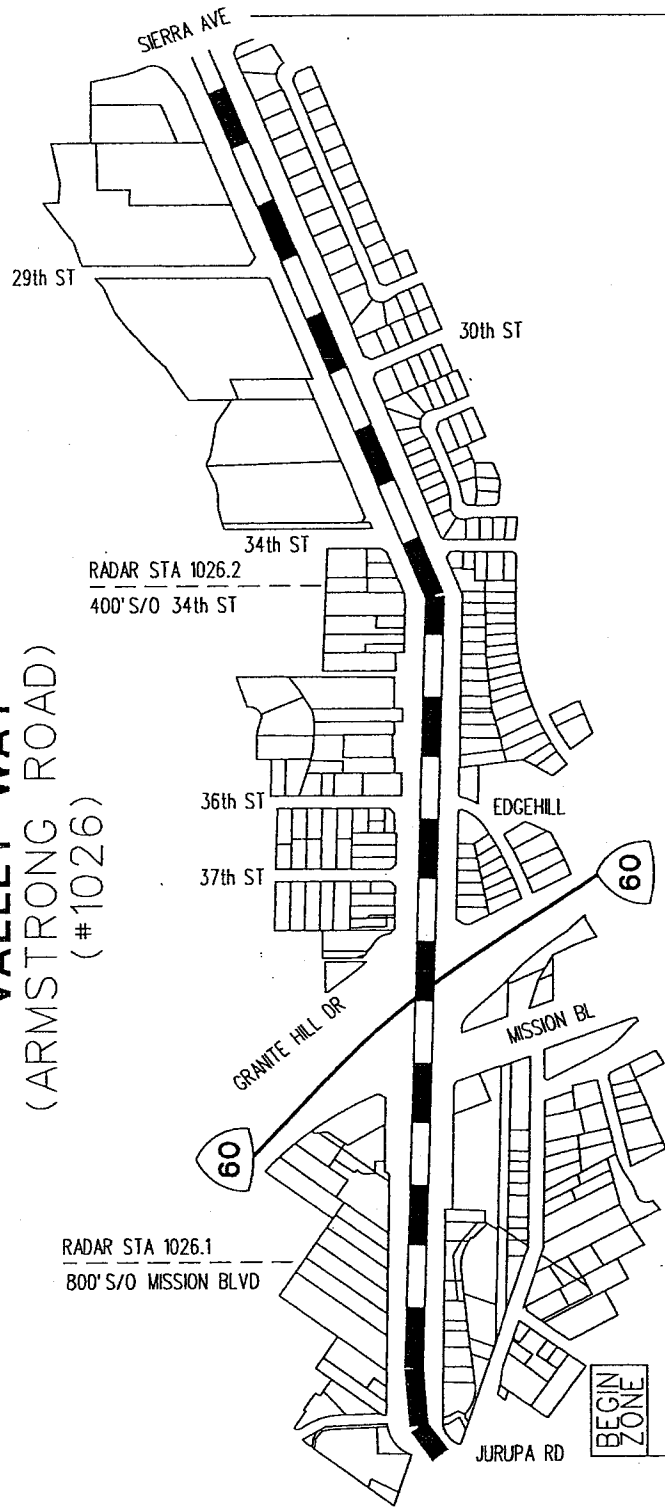 SIERRA AVE
29th ST
30th ST
34th ST
RADAR STA 1026.2
400' S/O 34th ST
VALLEY WAY
(ARMSTRONG ROAD)
(#1026)
36th ST
EDGEHILL
37th ST
60
GRANITE HILL DR
MISSION BL
60
RADAR STA 1026.1
800' S/O MISSION BLVD
BEGIN
ZONE
JURUPA RD